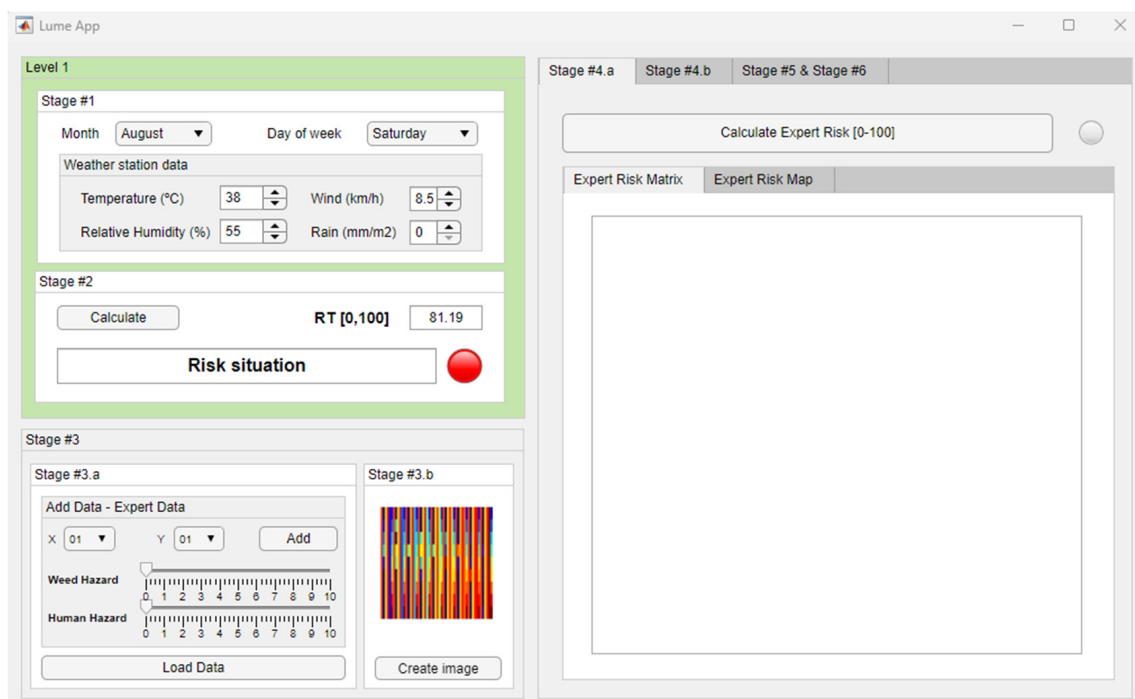 Lume App
Level 1
Stage #1
Month August Day of week Saturday
Weather station data
Temperature (ºC) 38 Wind (km/h) 8.5
Relative Humidity (%) 55 Rain (mm/m2) 0
Stage #2
Calculate RT [0,100] 81.19
Risk situation
Stage #3
Stage #3.a
Add Data - Expert Data
X 01 Y 01 Add
Weed Hazard
0 1 2 3 4 5 6 7 8 9 10
Human Hazard
0 1 2 3 4 5 6 7 8 9 10
Load Data
Stage #3.b
Create image
Stage #4.a Stage #4.b Stage #5 & Stage #6
Calculate Expert Risk [0-100]
Expert Risk Matrix Expert Risk Map